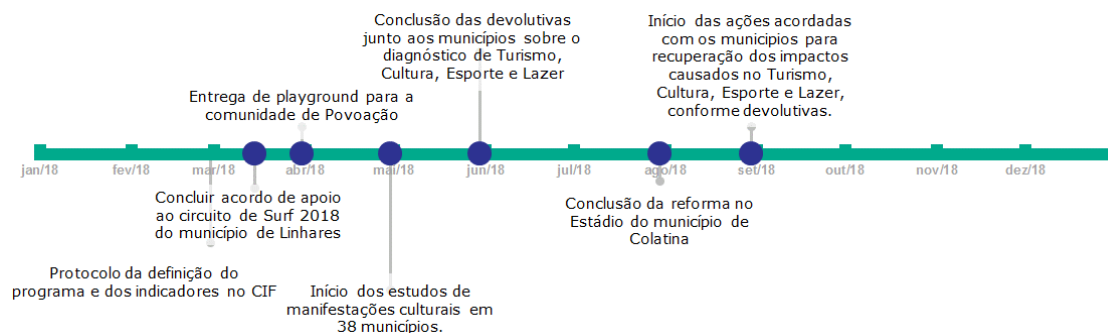 Conclusão das devolutivas
junto aos municípios sobre o
diagnóstico de Turismo,
Cultura, Esporte e Lazer
Início das ações acordadas
com os municipios para
recuperação dos impactos
causados no Turismo,
Cultura, Esporte e Lazer,
conforme devolutivas.
Entrega de playground para a
comunidade de Povoação
jan/18 fev/18 mar/18 abr/18 mai/18 jun/18 jul/18 ago/18 set/18 out/18 nov/18 dez/18
Concluir acordo de apoio
ao circuito de Surf 2018
do município de Linhares
Conclusão da reforma no
Estádio do município de
Colatina
Protocolo da definição do
programa e dos indicadores no CIF
Início dos estudos de
manifestações culturais em
38 municípios.